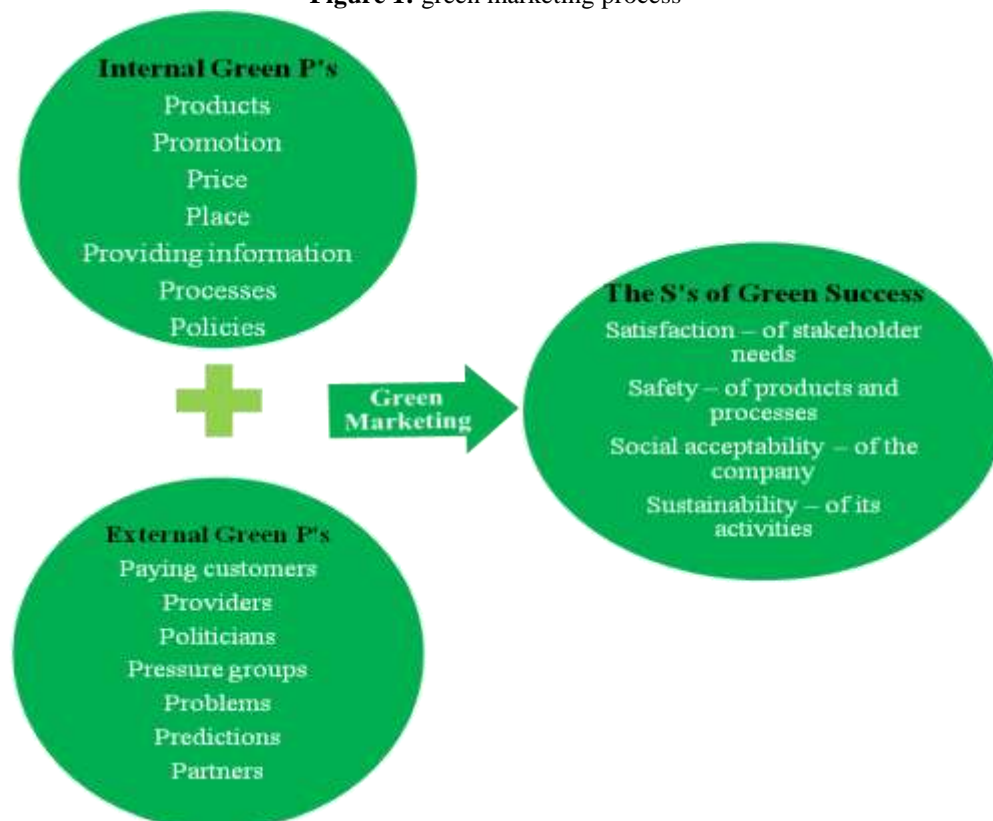 Figure 1: green marketing process
Internal Green P's
Products
Promotion
Price
Place
Providing information
Processes
Policies
Green
Marketing
The S's of Green Success
Satisfaction – of stakeholder
needs
Safety – of products and
processes
Social acceptability – of the
company
Sustainability – of its
activities
External Green P's
Paying customers
Providers
Politicians
Pressure groups
Problems
Predictions
Partners